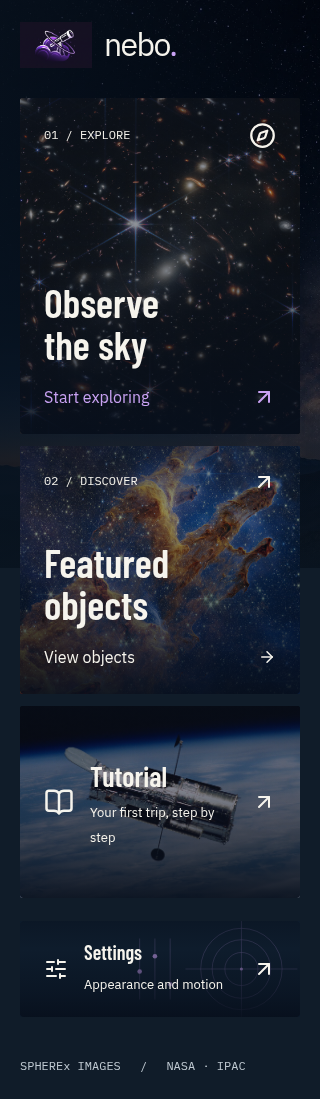 nebo.
01 / EXPLORE
Observe
the sky
Start exploring
02 / DISCOVER
Featured
objects
View objects
Tutorial
Your first trip, step by
step
Settings
Appearance and motion
SPHEREx IMAGES / NASA · IPAC